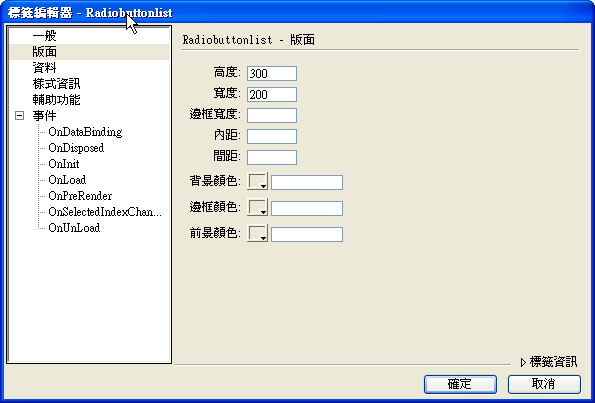 標籤編輯器 - Radiobuttonlist
一般
版面
資料
樣式資訊
輔助功能
事件
OnDataBinding
OnDisposed
OnInit
OnLoad
OnPreRender
OnSelectedIndexChan...
OnUnLoad
Radiobuttonlist - 版面
高度: 300
寬度: 200
邊框寬度:
內距:
間距:
背景顏色:
邊框顏色:
前景顏色:
標籤資訊
確定
取消